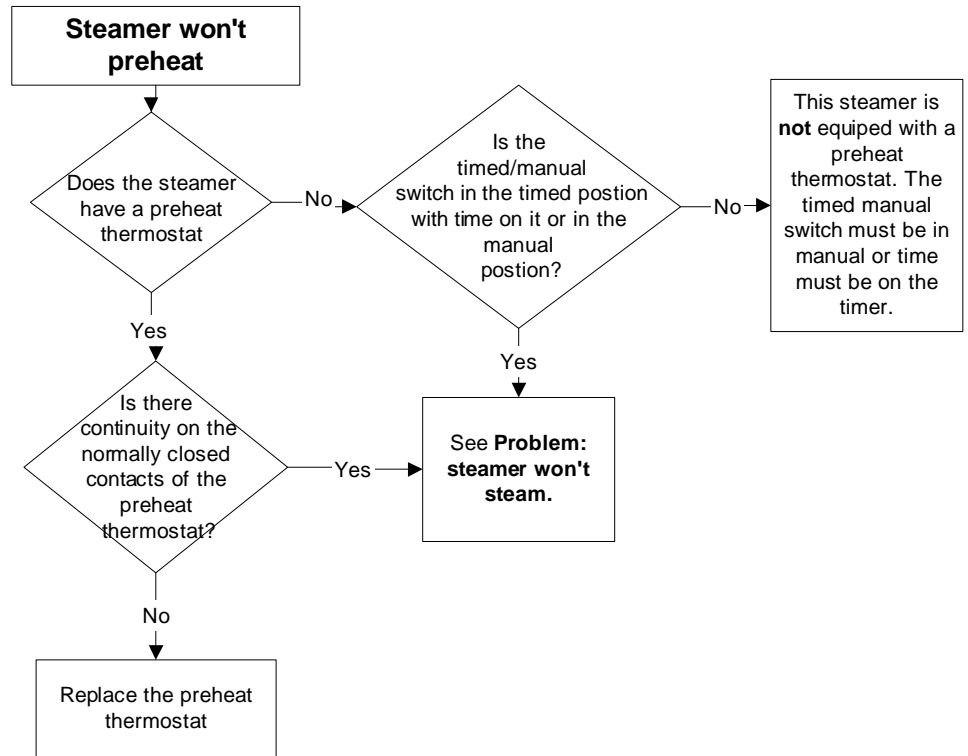 Steamer won't
preheat
Does the steamer
have a preheat
thermostat
No
Is the
timed/manual
switch in the timed postion
with time on it or in the
manual
postion?
No
This steamer is
not equiped with a
preheat
thermostat. The
timed manual
switch must be in
manual or time
must be on the
timer.
Yes
Yes
Is there
continuity on the
normally closed
contacts of the
preheat
thermostat?
Yes
See Problem:
steamer won't
steam.
No
Replace the preheat
thermostat